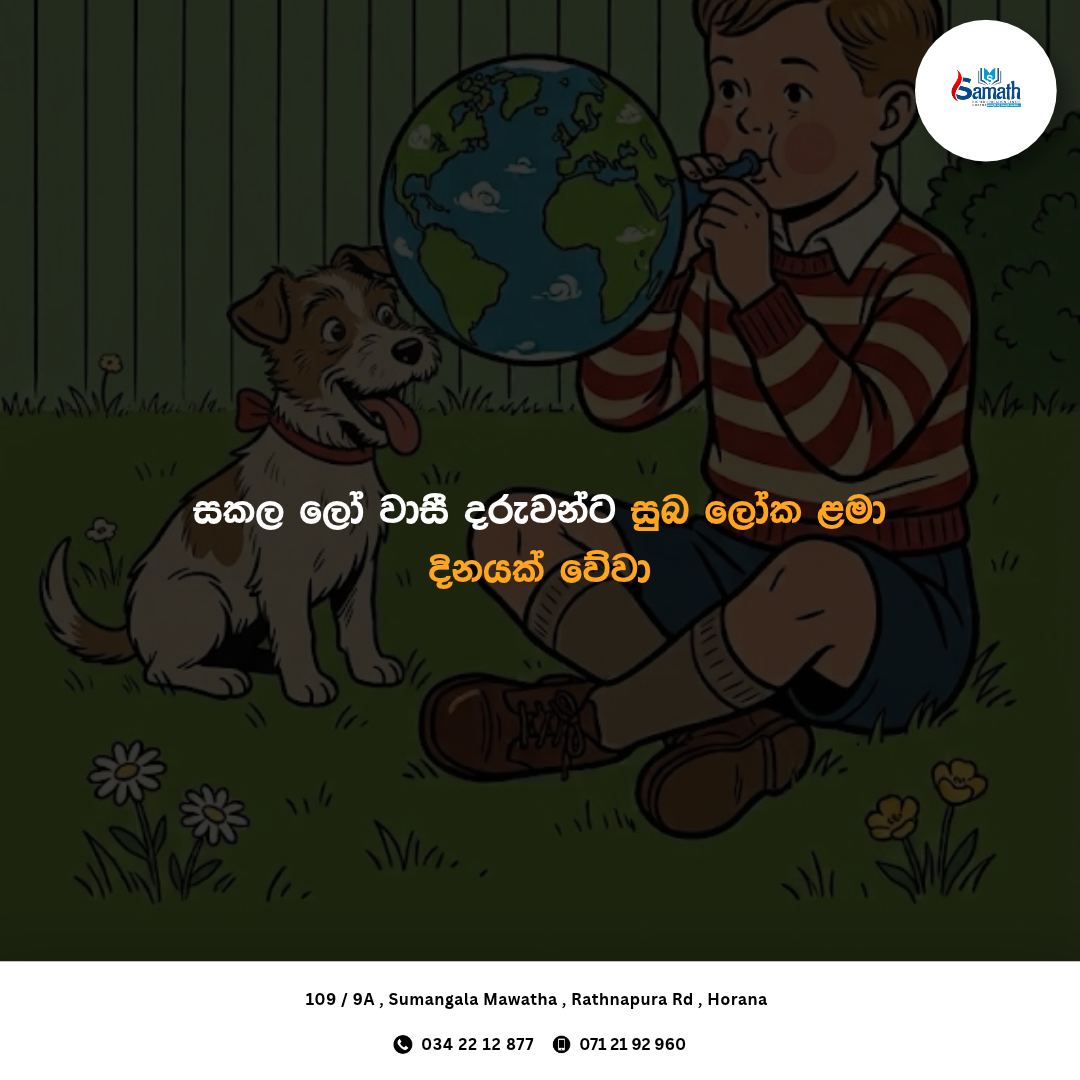 Samath
සකල ලෝ වාසී දරුවන්ට සුබ ලෝක ළමා
දිනයක් වේවා
109 / 9A , Sumangala Mawatha , Rathnapura Rd , Horana
034 22 12 877 071 21 92 960